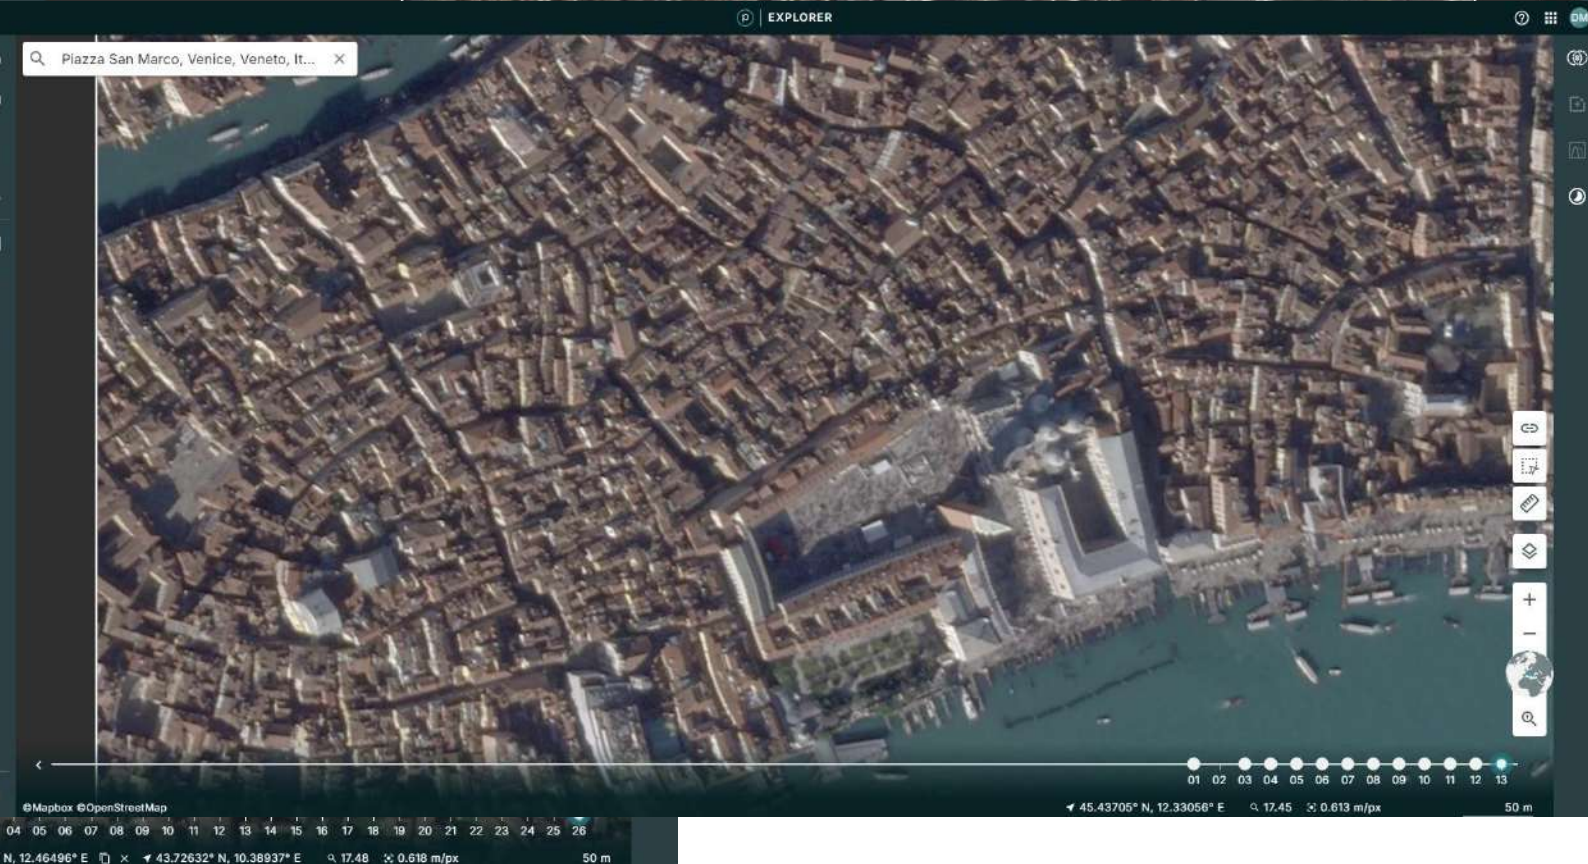 EXPLORER
DM
Piazza San Marco, Venice, Veneto, It...
01 02 03 04 05 06 07 08 09 10 11 12 13
©Mapbox ©OpenStreetMap
45.43705° N, 12.33056° E 17.45 0.613 m/px 50 m
04 05 06 07 08 09 10 11 12 13 14 15 16 17 18 19 20 21 22 23 24 25 26
N, 12.46496° E 43.72632° N, 10.38937° E 17.48 0.618 m/px 50 m